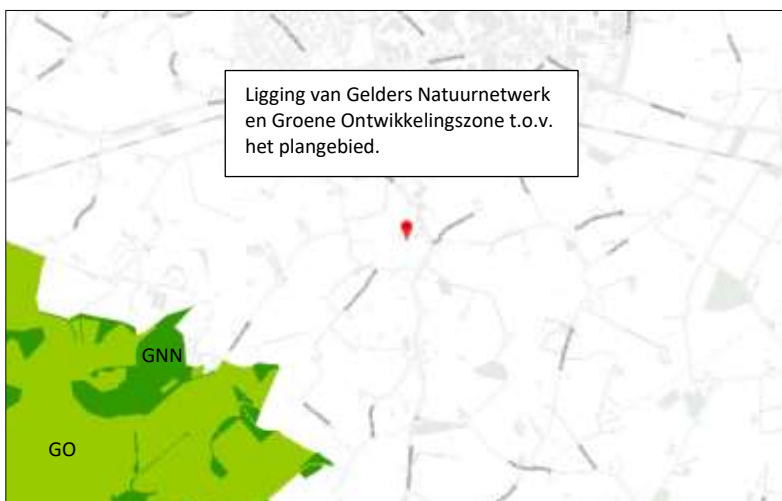 Ligging van Gelders Natuurnetwerk
en Groene Ontwikkelingszone t.o.v.
het plangebied.
GNN
GO